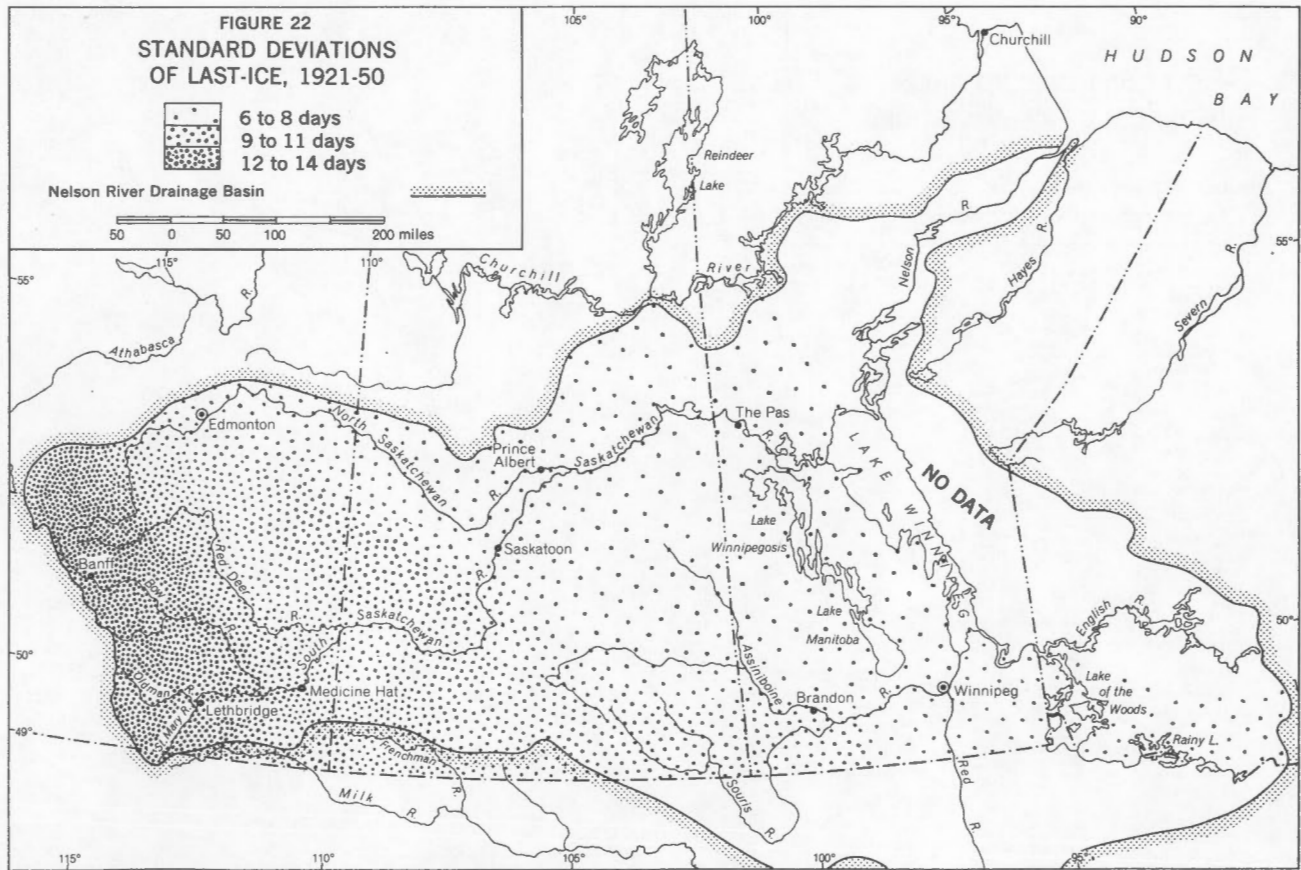 FIGURE 22
STANDARD DEVIATIONS
OF LAST-ICE, 1921-50
6 to 8 days
9 to 11 days
12 to 14 days
Nelson River Drainage Basin
50 0 50 100 200 miles
105°
100°
95°
90°
Churchill
HUDSON
BAY
Reindeer
Lake
115°
110°
55°
Churchill
River
Nelson
R.
Hayes
R.
Severn
R.
55°
Athabasca
R.
Edmonton
North Saskatchewan
R.
Prince
Albert
Saskatchewan
R.
The Pas
LAKE WINNIPEG
NO DATA
Lake
Winnipegosis
Saskatoon
Banff
Bow
R.
Red Deer
R.
South
Saskatchewan
R.
Lake
Manitoba
English
R.
50°
50°
Oldman R.
St. Mary R.
Lethbridge
Medicine Hat
Assiniboine
R.
Brandon
Winnipeg
Lake
of the
Woods
Rainy L.
49°
Frenchman
R.
Milk
R.
Souris
R.
Red
R.
115°
110°
105°
100°
95°